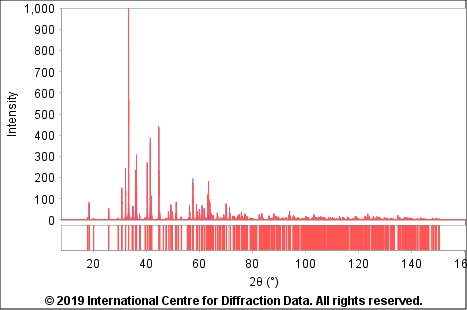 1,000
900
800
700
600
500
400
300
200
100
0
Intensity
20 40 60 80 100 120 140 16
2θ (°)
© 2019 International Centre for Diffraction Data. All rights reserved.